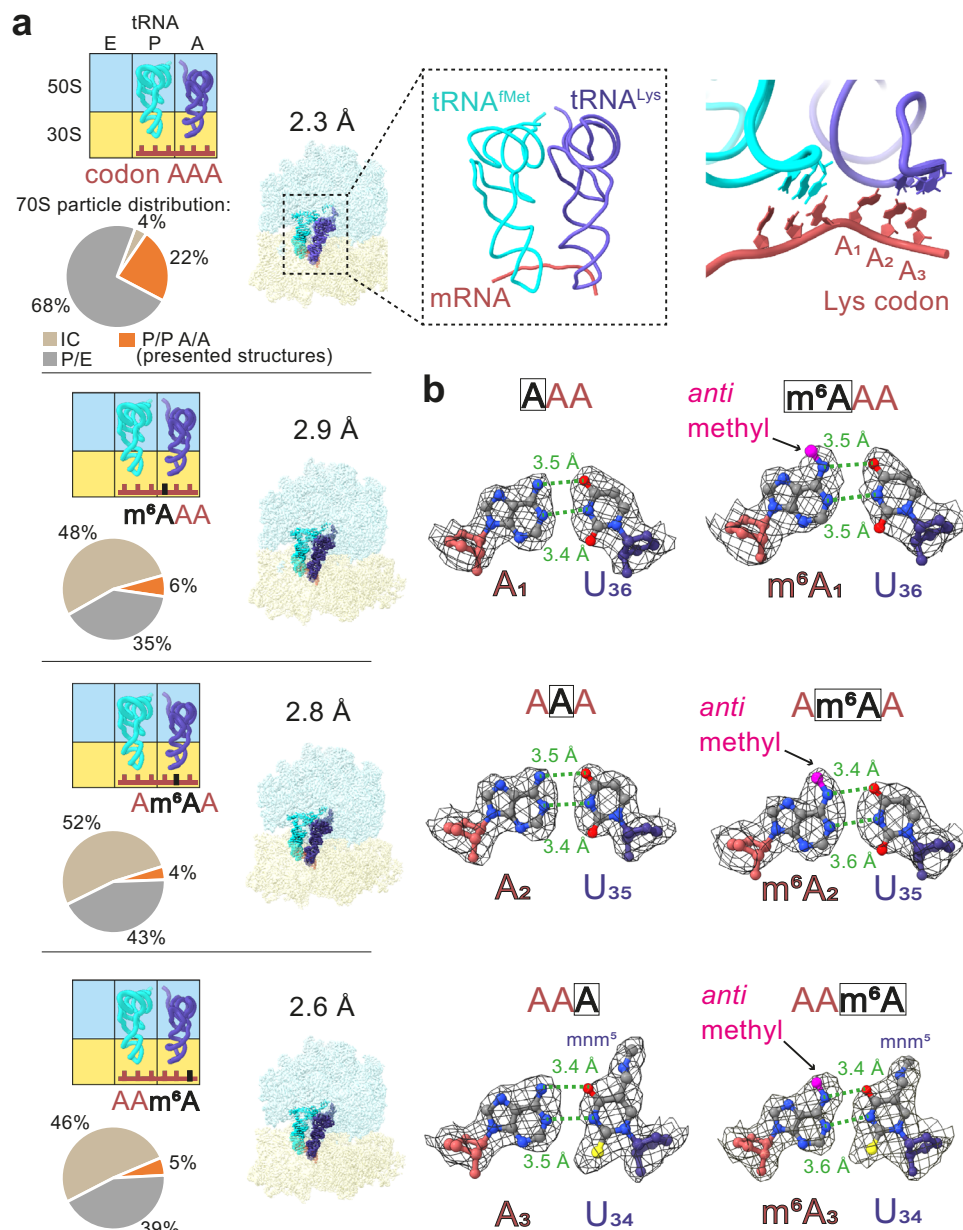 a
tRNA
E P A
50S
30S
codon AAA
70S particle distribution:
4%
22%
68%
IC
P/E
P/P A/A
(presented structures)
2.3 Å
tRNAᶠᴹᵉᵗ
tRNAᴸʸˢ
mRNA
A₁
A₂
A₃
Lys codon
m⁶AAA
48%
6%
35%
2.9 Å
Am⁶AA
52%
4%
43%
2.8 Å
AAm⁶A
46%
5%
39%
2.6 Å
b
AAA
3.5 Å
3.4 Å
A₁ U₃₆
m⁶AAA
anti
methyl
3.5 Å
3.5 Å
m⁶A₁ U₃₆
AAA
3.5 Å
3.4 Å
A₂ U₃₅
Am⁶AA
anti
methyl
3.4 Å
3.6 Å
m⁶A₂ U₃₅
AAA
mnm⁵
3.4 Å
3.5 Å
A₃ U₃₄
AAm⁶A
anti
methyl
mnm⁵
3.4 Å
3.6 Å
m⁶A₃ U₃₄